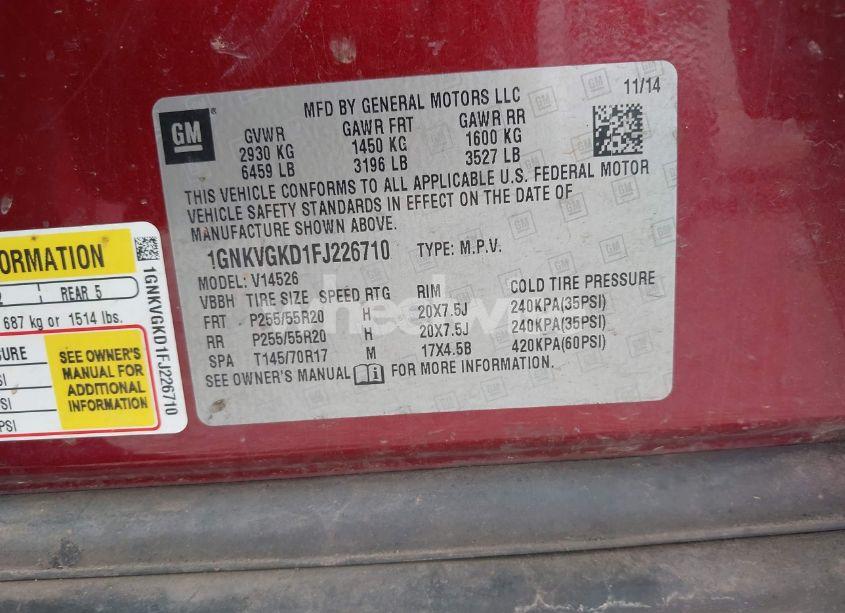 MFD BY GENERAL MOTORS LLC
11/14
GM
GVWR GAWR FRT GAWR RR
2930 KG 1450 KG 1600 KG
6459 LB 3196 LB 3527 LB
THIS VEHICLE CONFORMS TO ALL APPLICABLE U.S. FEDERAL MOTOR
VEHICLE SAFETY STANDARDS IN EFFECT ON THE DATE OF
MANUFACTURE SHOWN ABOVE.
1GNKVGKD1FJ226710 TYPE: M.P.V.
MODEL: V14526
VBBH TIRE SIZE SPEED RTG RIM COLD TIRE PRESSURE
FRT P255/55R20 H 20X7.5J 240KPA(35PSI)
RR P255/55R20 H 20X7.5J 240KPA(35PSI)
SPA T145/70R17 M 17X4.5B 420KPA(60PSI)
SEE OWNER'S MANUAL FOR MORE INFORMATION.
REAR 5
687 kg or 1514 lbs.
SEE OWNER'S
MANUAL FOR
ADDITIONAL
INFORMATION
PSI
1GNKVGKD1FJ226710